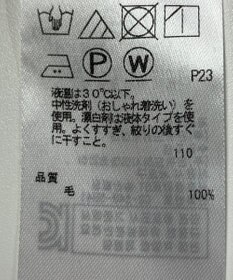 P W
P23
液温は30℃以下。
中性洗剤(おしゃれ着洗い)を
使用。漂白剤は液体タイプを使
用。よくすすぎ、絞りの後すぐ
に干すこと。
110
品質
毛 100%